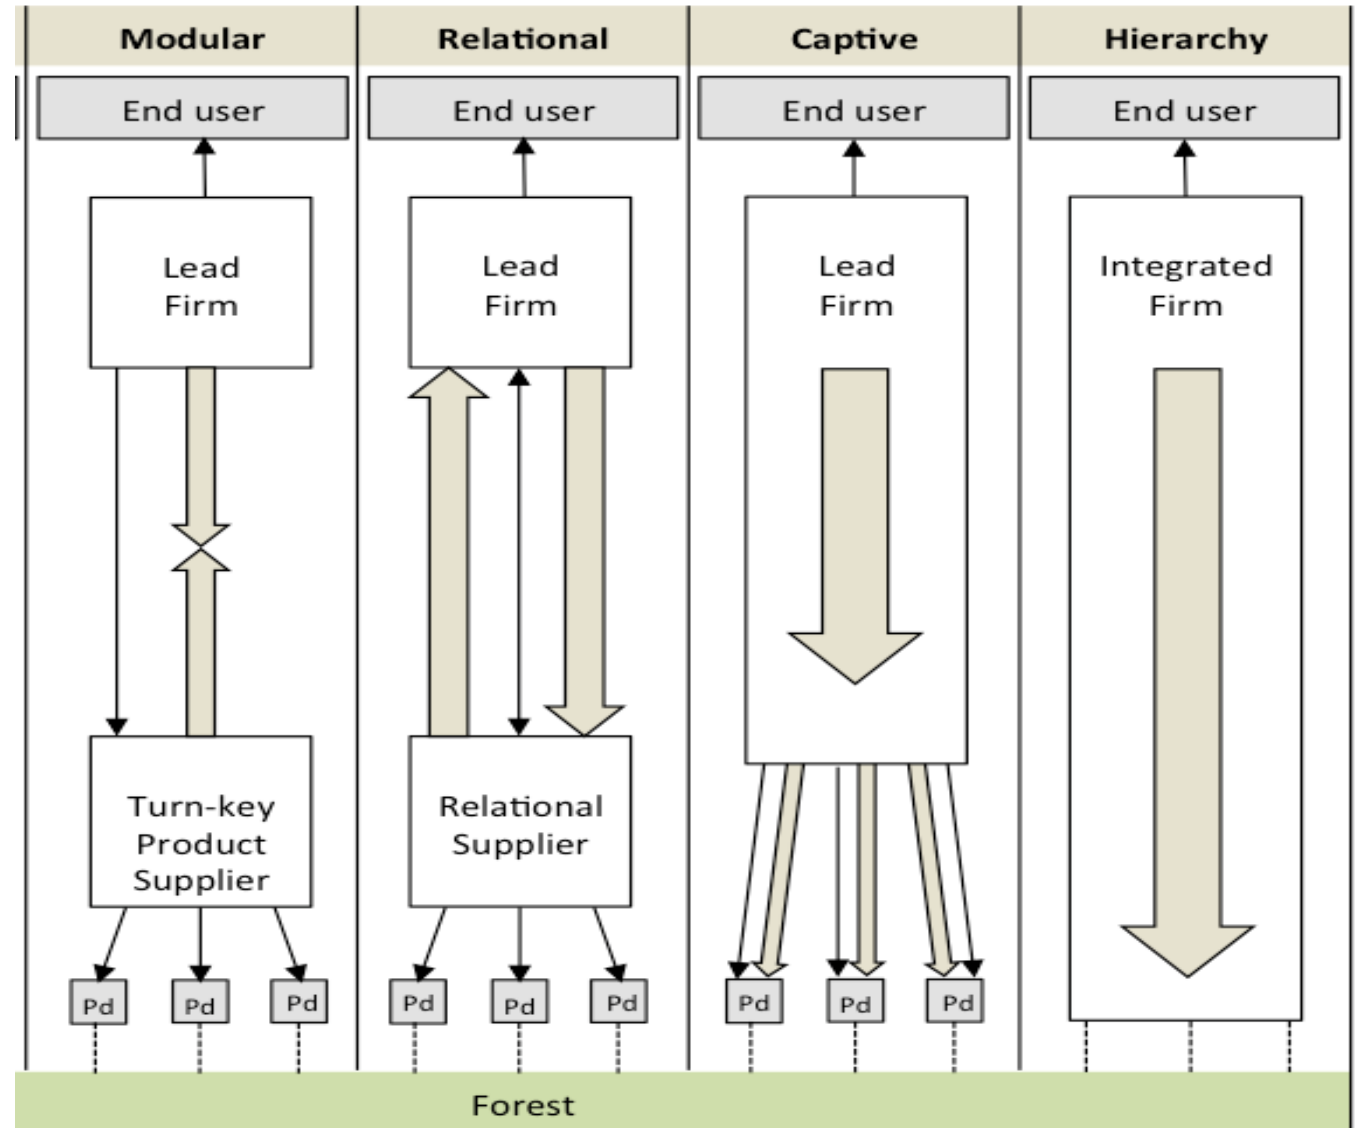 Modular
Relational
Captive
Hierarchy
End user
End user
End user
End user
Lead
Firm
Lead
Firm
Lead
Firm
Integrated
Firm
Turn-key
Product
Supplier
Relational
Supplier
Pd
Pd
Pd
Pd
Pd
Pd
Pd
Pd
Pd
Forest